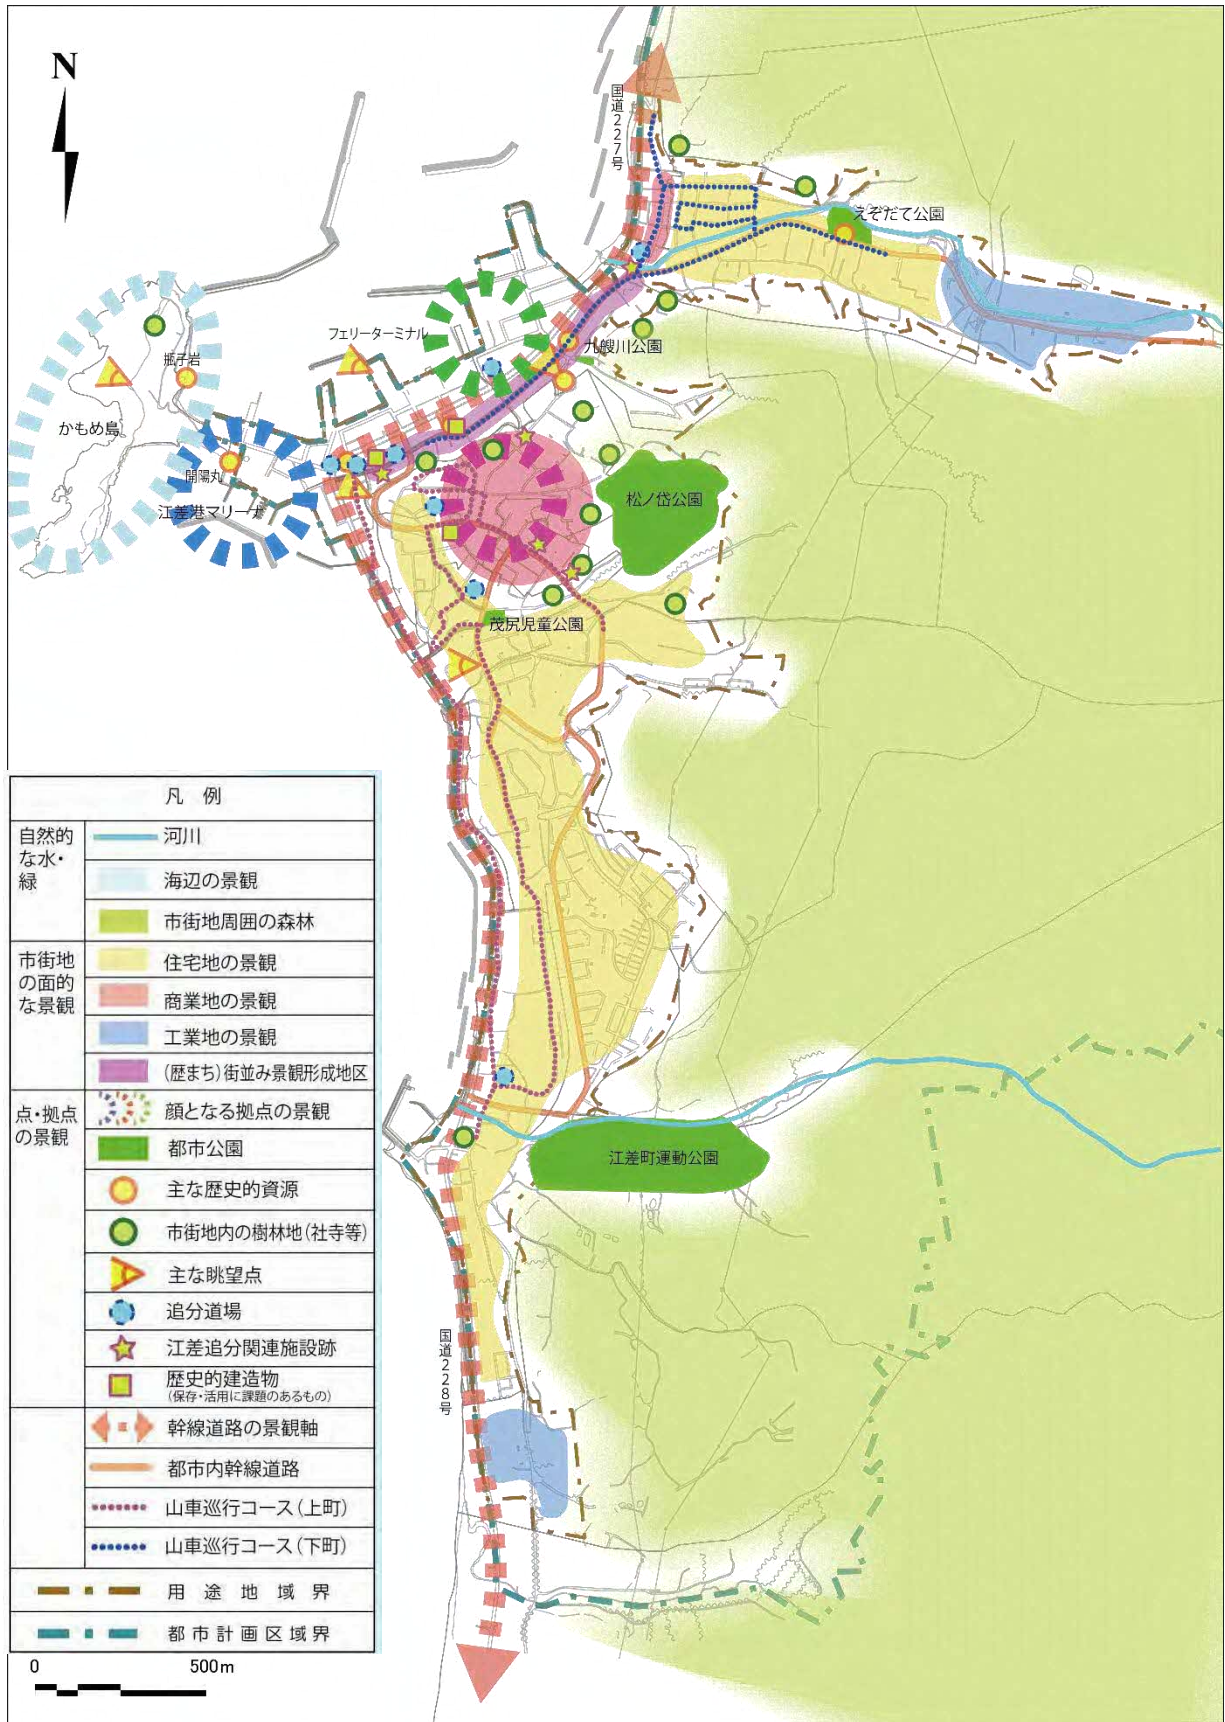 N
国道227号
えぞだて公園
フェリーターミナル
九艘川公園
瓶子岩
かもめ島
開陽丸
江差港マリーナ
松ノ岱公園
茂尻児童公園
江差町運動公園
国道228号
凡 例
自然的な水・緑
河川
海辺の景観
市街地周囲の森林
市街地の面的な景観
住宅地の景観
商業地の景観
工業地の景観
(歴まち)街並み景観形成地区
点・拠点の景観
顔となる拠点の景観
都市公園
主な歴史的資源
市街地内の樹林地(社寺等)
主な眺望点
追分道場
江差追分関連施設跡
歴史的建造物
(保存・活用に課題のあるもの)
幹線道路の景観軸
都市内幹線道路
山車巡行コース(上町)
山車巡行コース(下町)
用 途 地 域 界
都市計画区域界
0 500m